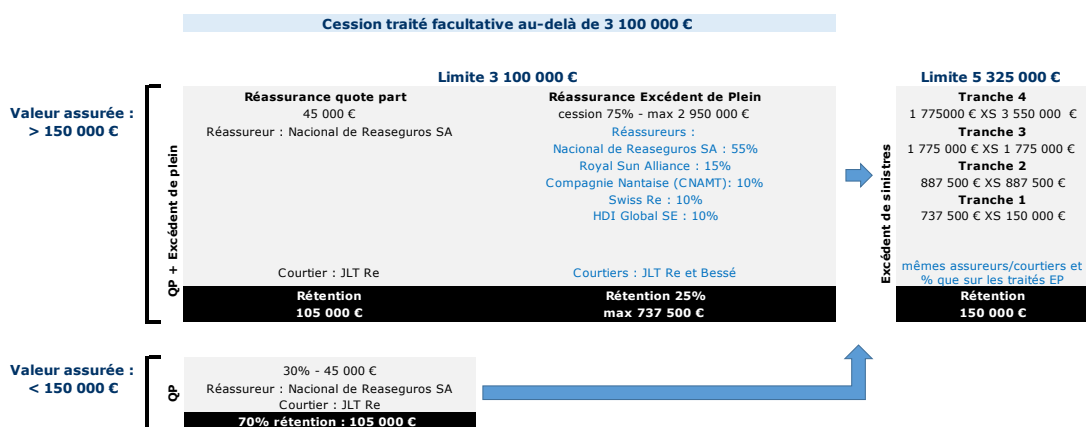 Cession traité facultative au-delà de 3 100 000 €
Limite 3 100 000 €
Limite 5 325 000 €
Valeur assurée :
> 150 000 €
QP + Excédent de plein
Réassurance quote part
45 000 €
Réassureur : Nacional de Reaseguros SA
Courtier : JLT Re
Rétention
105 000 €
Réassurance Excédent de Plein
cession 75% - max 2 950 000 €
Réassureurs :
Nacional de Reaseguros SA : 55%
Royal Sun Alliance : 15%
Compagnie Nantaise (CNAMT): 10%
Swiss Re : 10%
HDI Global SE : 10%
Courtiers : JLT Re et Bessé
Rétention 25%
max 737 500 €
Excédent de sinistres
Tranche 4
1 775000 € XS 3 550 000 €
Tranche 3
1 775 000 € XS 1 775 000 €
Tranche 2
887 500 € XS 887 500 €
Tranche 1
737 500 € XS 150 000 €
mêmes assureurs/courtiers et
% que sur les traités EP
Rétention
150 000 €
Valeur assurée :
< 150 000 €
QP
30% - 45 000 €
Réassureur : Nacional de Reaseguros SA
Courtier : JLT Re
70% rétention : 105 000 €